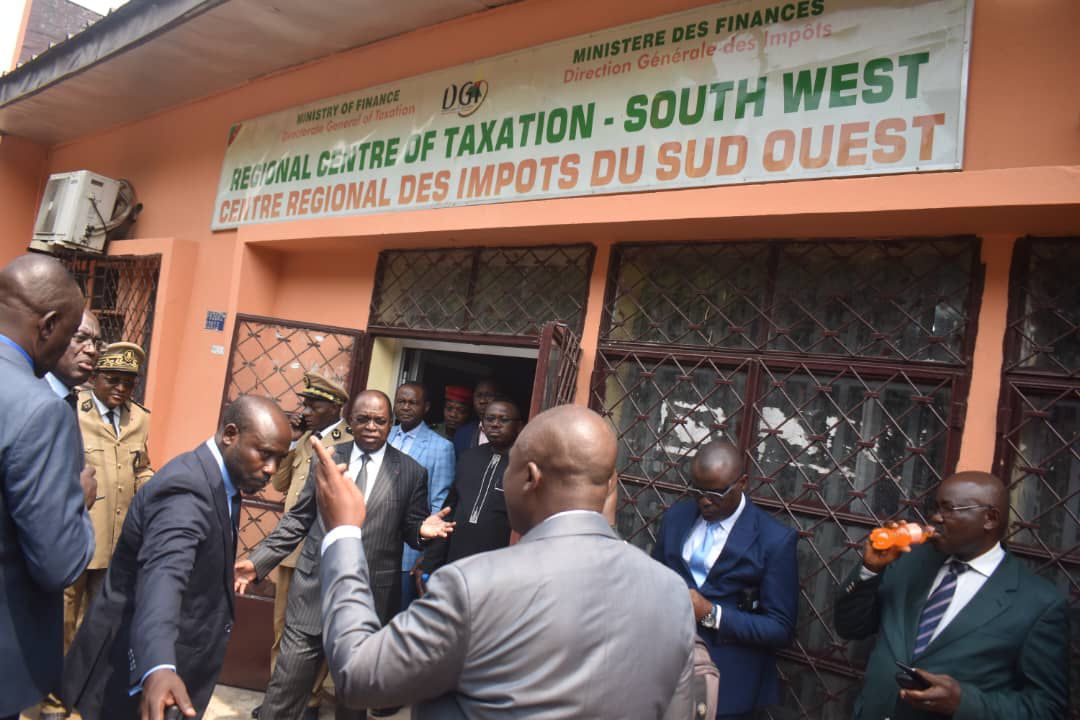 MINISTRY OF FINANCE
Directorate General of Taxation
DGI
MINISTERE DES FINANCES
Direction Générale des Impôts
REGIONAL CENTRE OF TAXATION - SOUTH WEST
CENTRE REGIONAL DES IMPOTS DU SUD OUEST